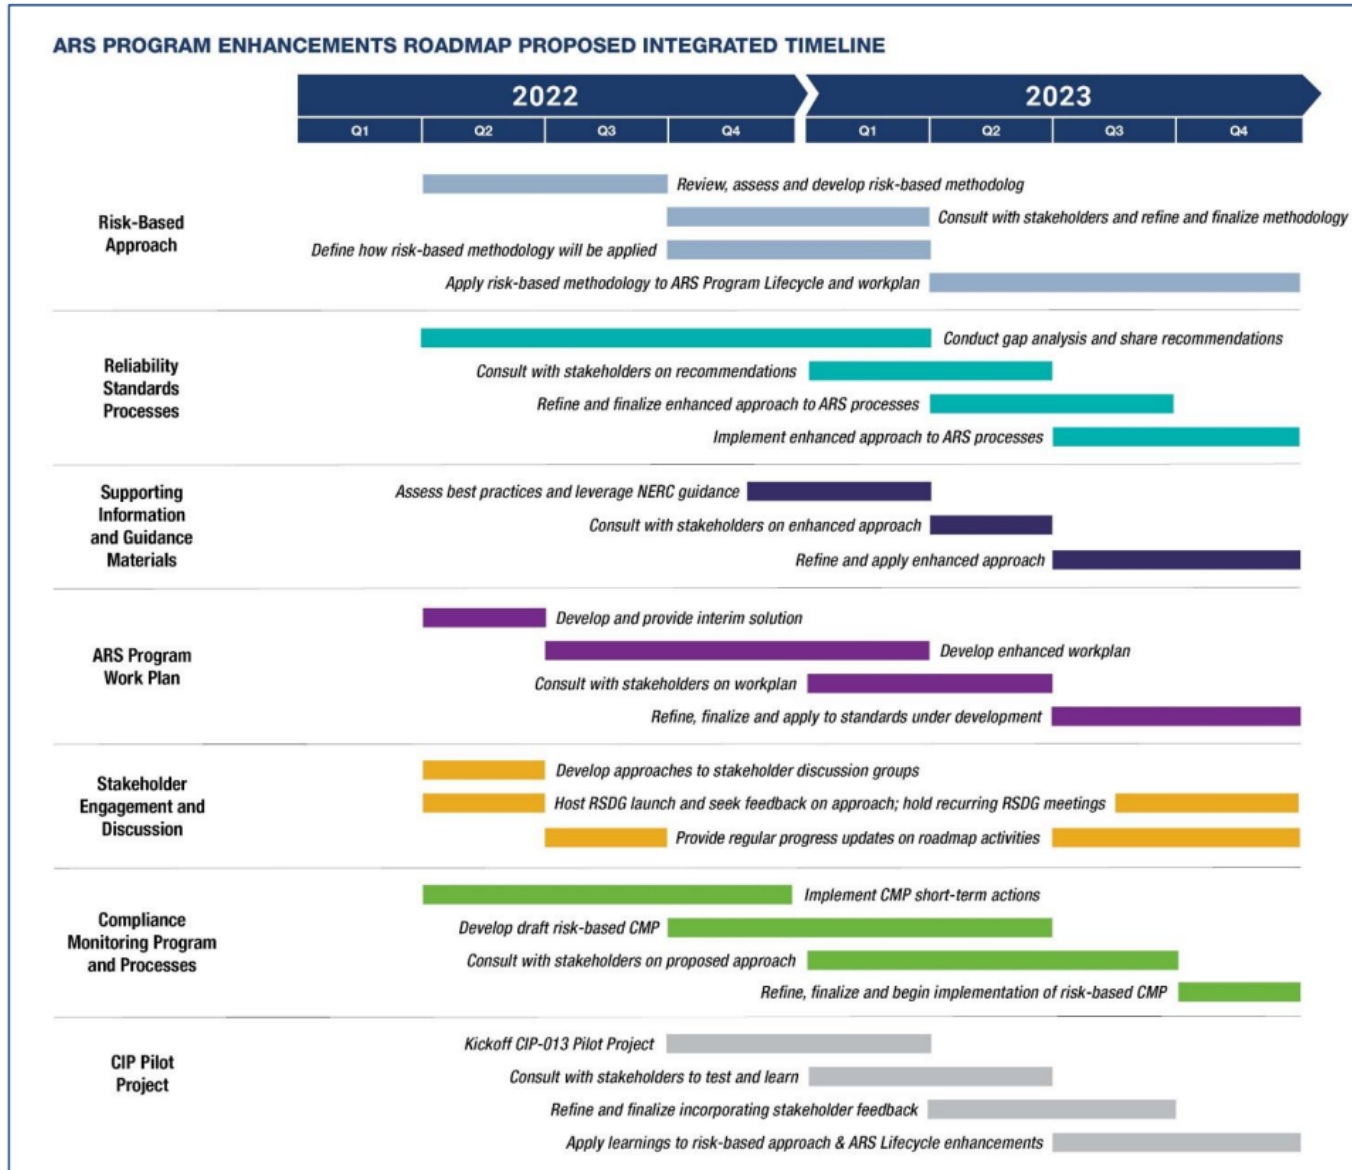 ARS PROGRAM ENHANCEMENTS ROADMAP PROPOSED INTEGRATED TIMELINE
2022
2023
Q1
Q2
Q3
Q4
Q1
Q2
Q3
Q4
Risk-Based
Approach
Review, assess and develop risk-based methodolog
Consult with stakeholders and refine and finalize methodology
Define how risk-based methodology will be applied
Apply risk-based methodology to ARS Program Lifecycle and workplan
Reliability
Standards
Processes
Conduct gap analysis and share recommendations
Consult with stakeholders on recommendations
Refine and finalize enhanced approach to ARS processes
Implement enhanced approach to ARS processes
Supporting
Information
and Guidance
Materials
Assess best practices and leverage NERC guidance
Consult with stakeholders on enhanced approach
Refine and apply enhanced approach
ARS Program
Work Plan
Develop and provide interim solution
Develop enhanced workplan
Consult with stakeholders on workplan
Refine, finalize and apply to standards under development
Stakeholder
Engagement and
Discussion
Develop approaches to stakeholder discussion groups
Host RSDG launch and seek feedback on approach; hold recurring RSDG meetings
Provide regular progress updates on roadmap activities
Compliance
Monitoring Program
and Processes
Implement CMP short-term actions
Develop draft risk-based CMP
Consult with stakeholders on proposed approach
Refine, finalize and begin implementation of risk-based CMP
CIP Pilot
Project
Kickoff CIP-013 Pilot Project
Consult with stakeholders to test and learn
Refine and finalize incorporating stakeholder feedback
Apply learnings to risk-based approach & ARS Lifecycle enhancements